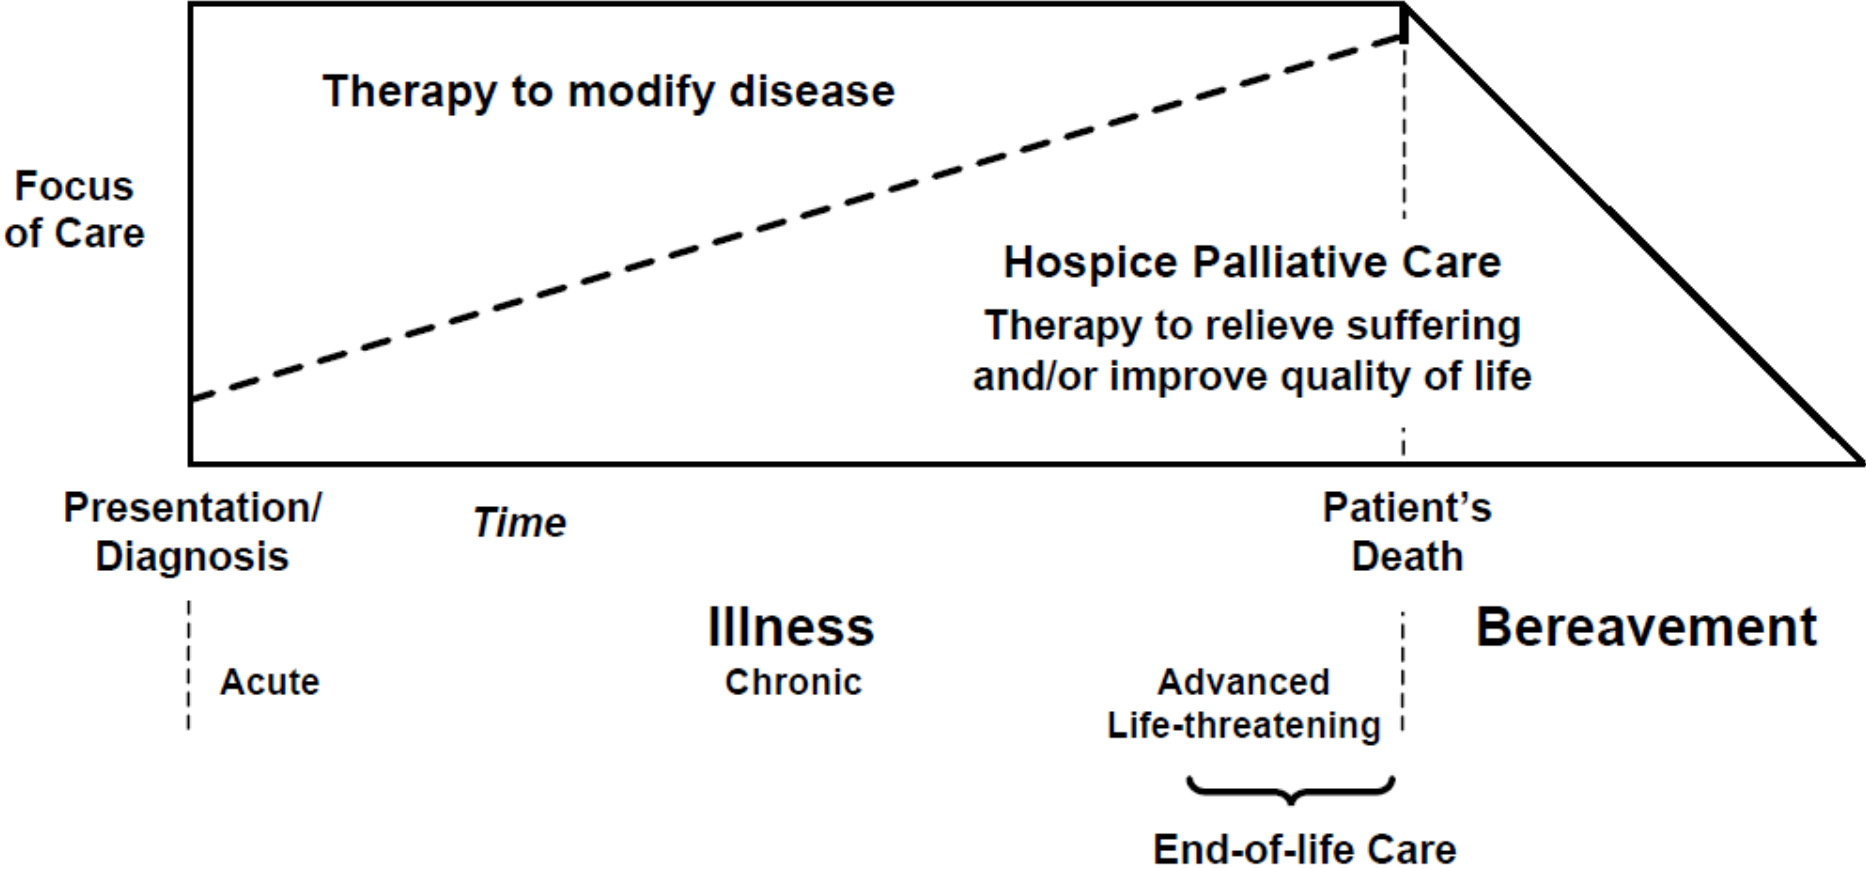 Therapy to modify disease
Focus
of Care
Hospice Palliative Care
Therapy to relieve suffering
and/or improve quality of life
Presentation/
Diagnosis
Time
Patient’s
Death
Illness
Bereavement
Acute
Chronic
Advanced
Life-threatening
End-of-life Care